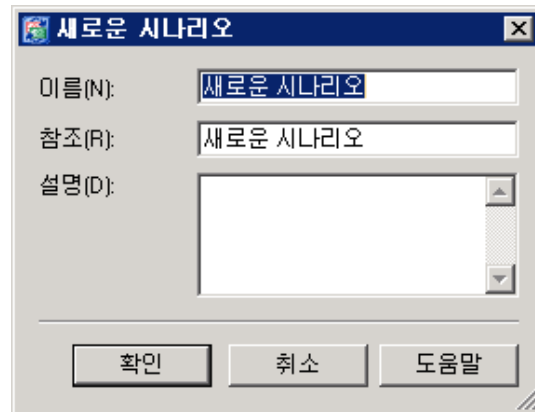 새로운 시나리오
이름(N): 새로운 시나리오
참조(R): 새로운 시나리오
설명(D):
확인 취소 도움말